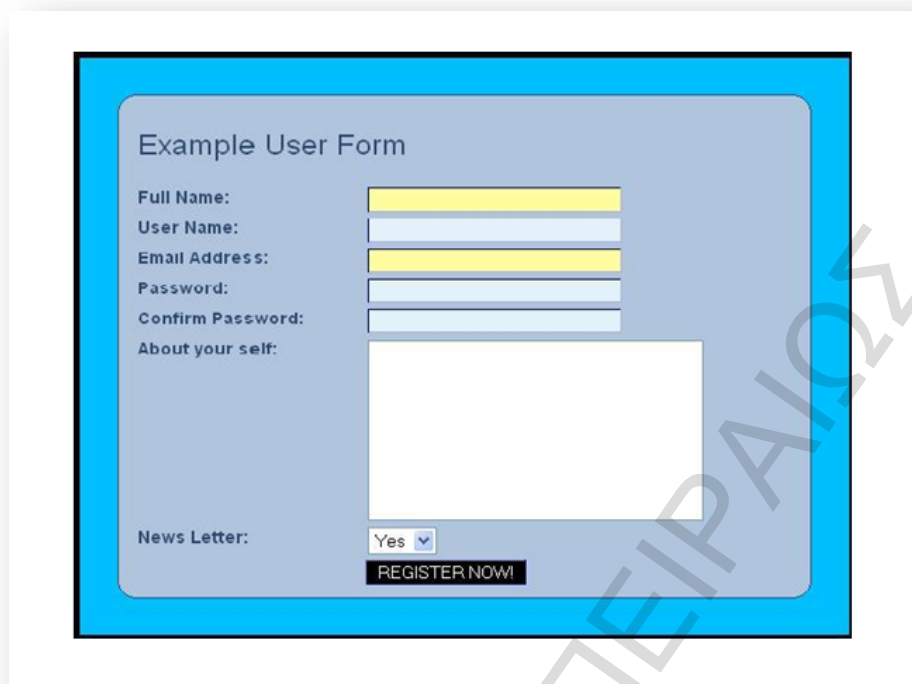 Example User Form
Full Name:
User Name:
Email Address:
Password:
Confirm Password:
About your self:
News Letter:
Yes
REGISTER NOW!
ΠΕΙΡΑΙΩΣ